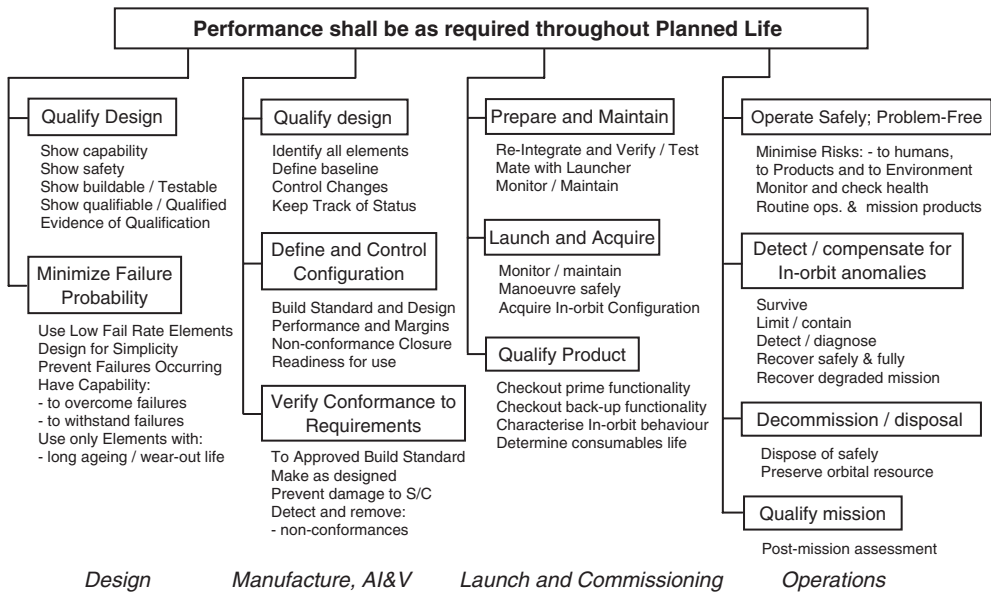 Performance shall be as required throughout Planned Life
Qualify Design
Show capability
Show safety
Show buildable / Testable
Show qualifiable / Qualified
Evidence of Qualification
Minimize Failure
Probability
Use Low Fail Rate Elements
Design for Simplicity
Prevent Failures Occurring
Have Capability:
- to overcome failures
- to withstand failures
Use only Elements with:
- long ageing / wear-out life
Design
Qualify design
Identify all elements
Define baseline
Control Changes
Keep Track of Status
Define and Control
Configuration
Build Standard and Design
Performance and Margins
Non-conformance Closure
Readiness for use
Verify Conformance to
Requirements
To Approved Build Standard
Make as designed
Prevent damage to S/C
Detect and remove:
- non-conformances
Manufacture, AI&V
Prepare and Maintain
Re-Integrate and Verify / Test
Mate with Launcher
Monitor / Maintain
Launch and Acquire
Monitor / maintain
Manoeuvre safely
Acquire In-orbit Configuration
Qualify Product
Checkout prime functionality
Checkout back-up functionality
Characterise In-orbit behaviour
Determine consumables life
Launch and Commissioning
Operate Safely; Problem-Free
Minimise Risks: - to humans,
to Products and to Environment
Monitor and check health
Routine ops. & mission products
Detect / compensate for
In-orbit anomalies
Survive
Limit / contain
Detect / diagnose
Recover safely & fully
Recover degraded mission
Decommission / disposal
Dispose of safely
Preserve orbital resource
Qualify mission
Post-mission assessment
Operations